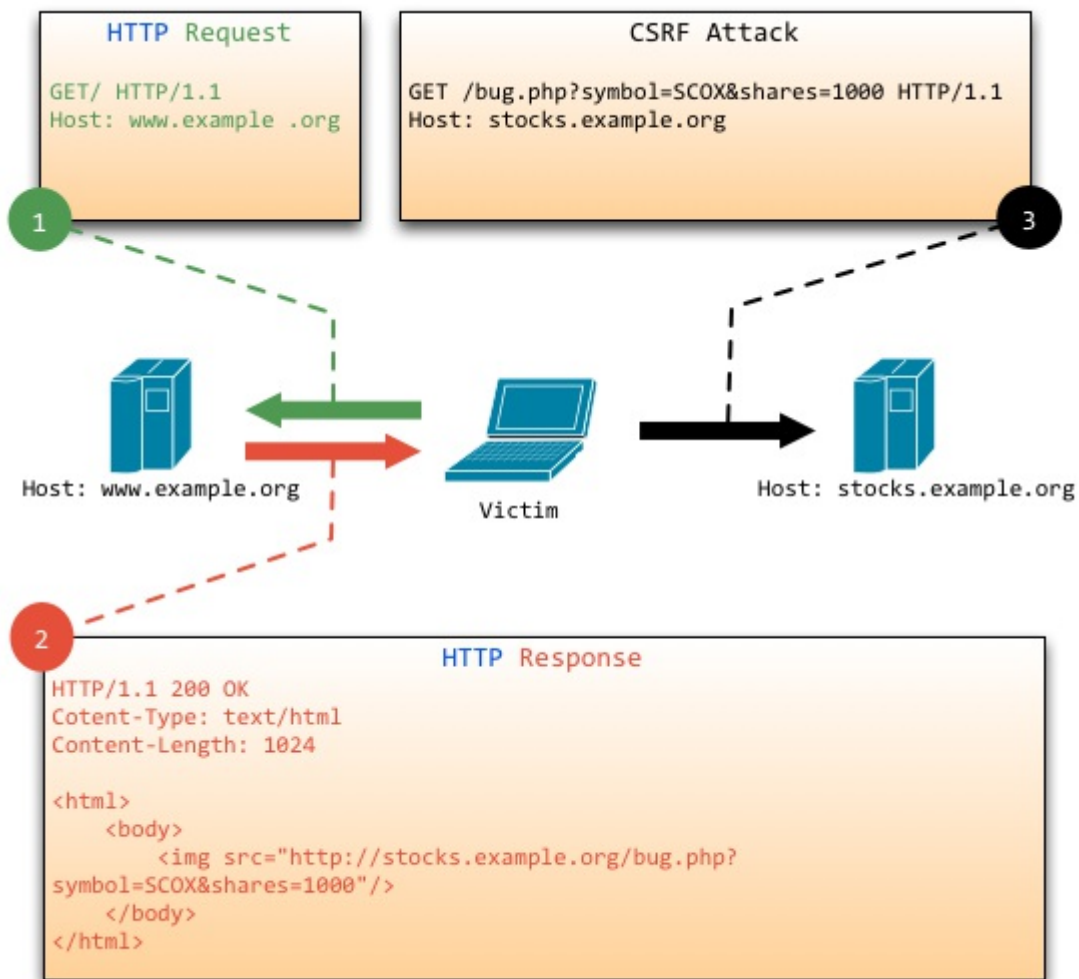 HTTP Request
GET/ HTTP/1.1
Host: www.example .org
1
CSRF Attack
GET /bug.php?symbol=SCOX&shares=1000 HTTP/1.1
Host: stocks.example.org
3
Host: www.example.org
Victim
Host: stocks.example.org
2
HTTP Response
HTTP/1.1 200 OK
Cotent-Type: text/html
Content-Length: 1024
<html>
<body>
<img src="http://stocks.example.org/bug.php?
symbol=SCOX&shares=1000"/>
</body>
</html>